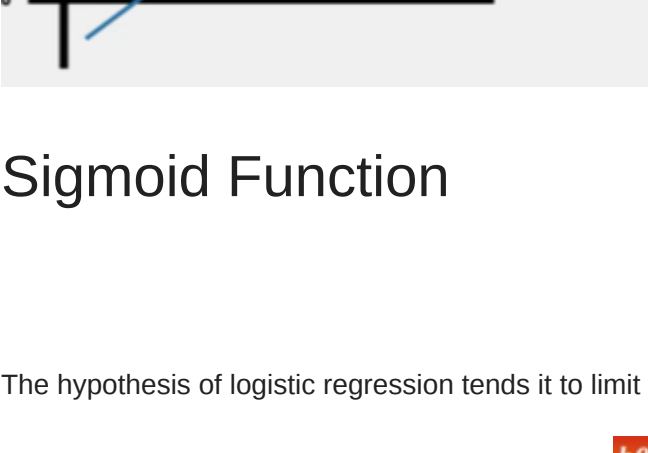 Sigmoid Function
The hypothesis of logistic regression tends it to limit